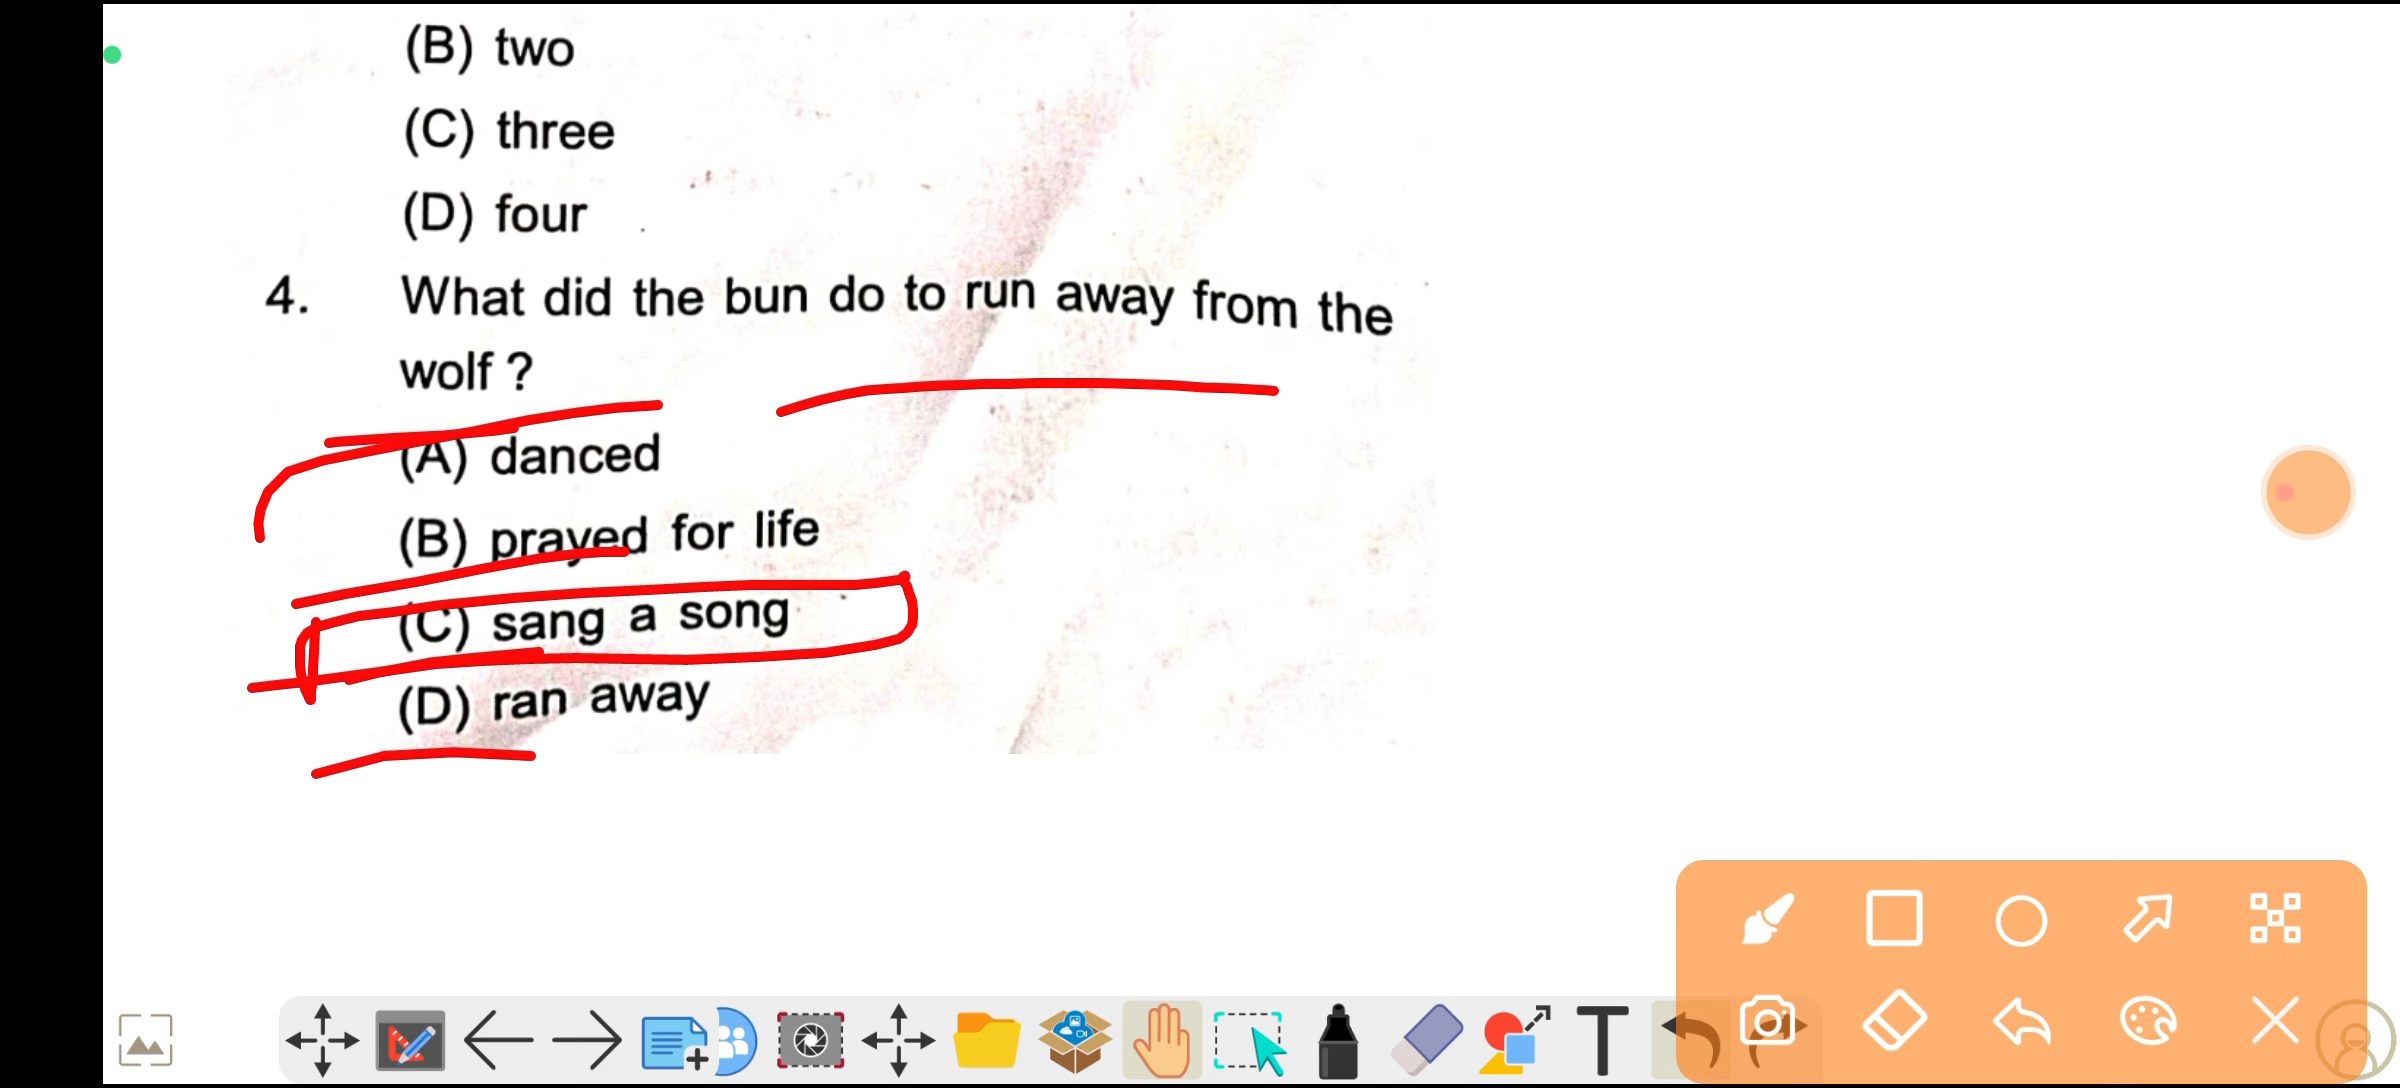 (B) two
(C) three
(D) four
4. What did the bun do to run away from the
wolf ?
(A) danced
(B) prayed for life
(C) sang a song
(D) ran away